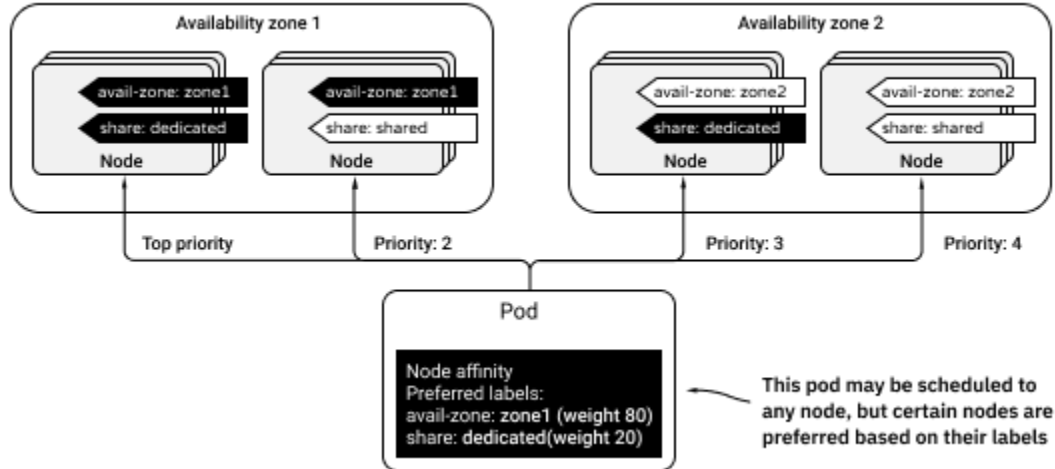 Availability zone 1
Availability zone 2
avail-zone: zone1
share: dedicated
Node
avail-zone: zone1
share: shared
Node
avail-zone: zone2
share: dedicated
Node
avail-zone: zone2
share: shared
Node
Top priority
Priority: 2
Priority: 3
Priority: 4
Pod
Node affinity
Preferred labels:
avail-zone: zone1 (weight 80)
share: dedicated(weight 20)
This pod may be scheduled to
any node, but certain nodes are
preferred based on their labels